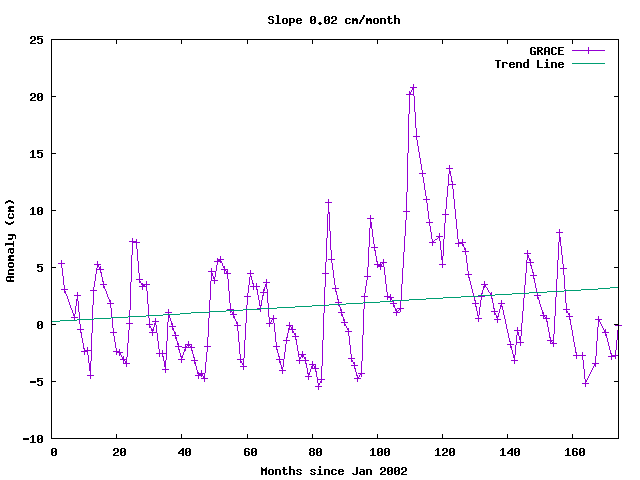 Slope 0.02 cm/month
25
GRACE
Trend Line
20
15
10
5
0
-5
-10
Anomaly (cm)
0 20 40 60 80 100 120 140 160
Months since Jan 2002